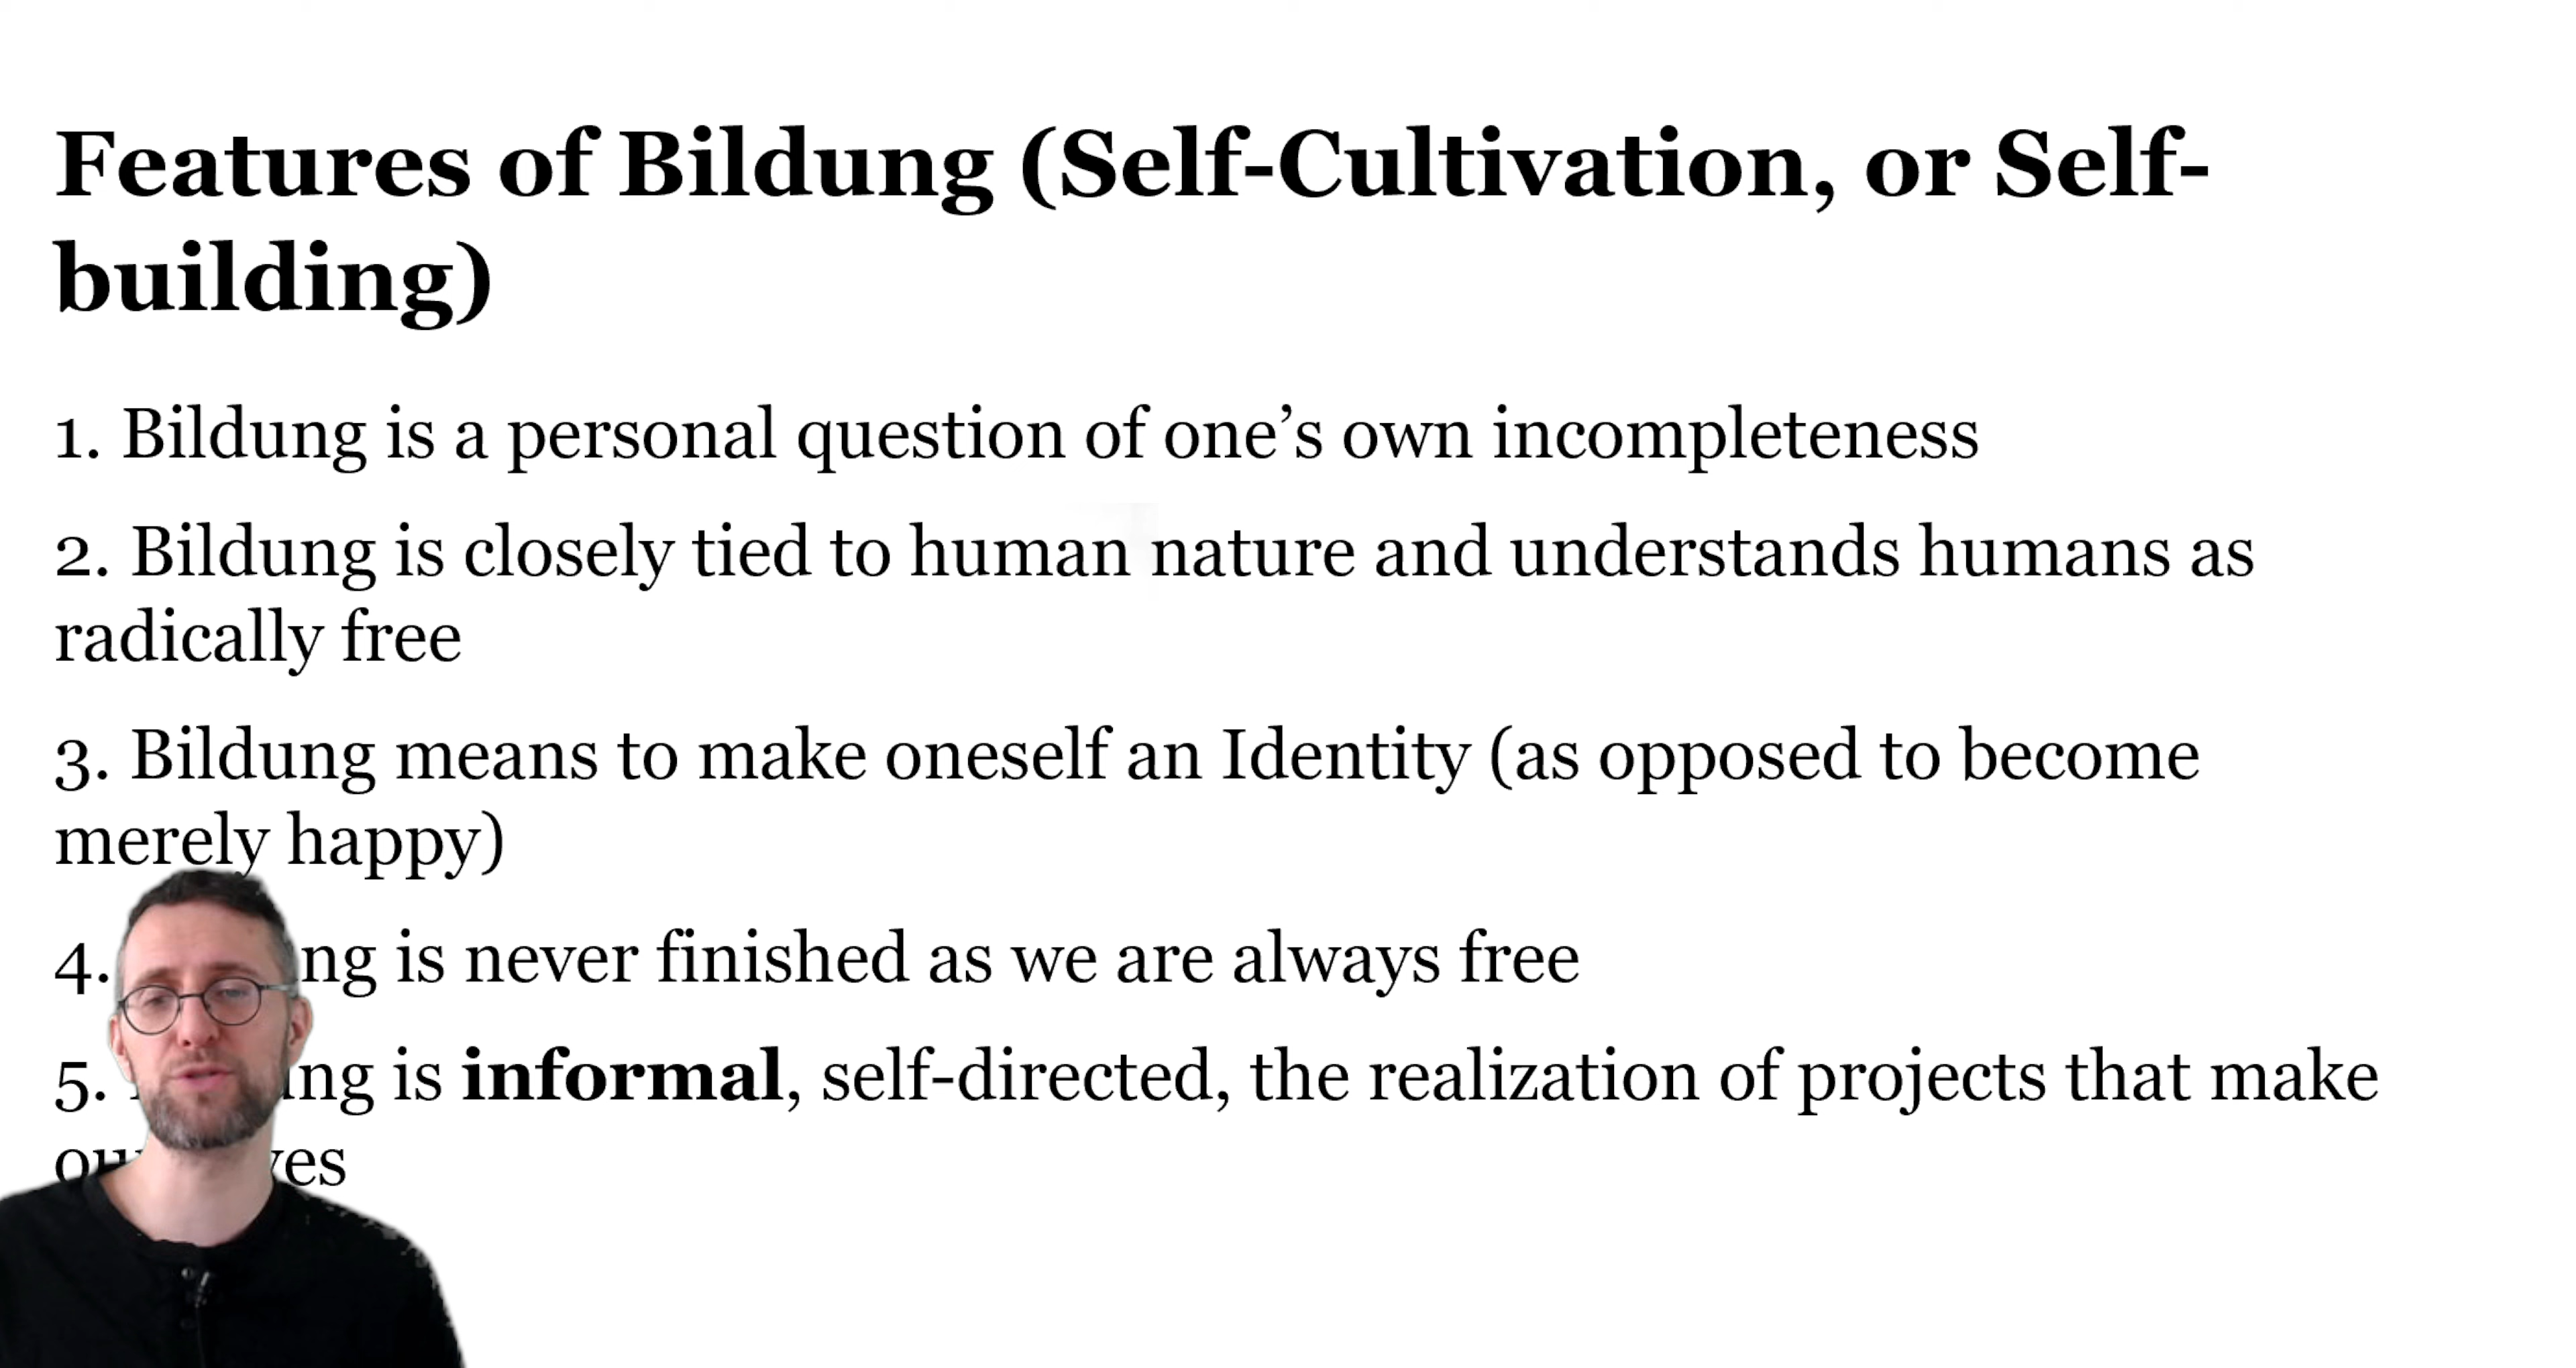 Features of Bildung (Self-Cultivation, or Self-
building)
1. Bildung is a personal question of one’s own incompleteness
2. Bildung is closely tied to human nature and understands humans as
radically free
3. Bildung means to make oneself an Identity (as opposed to become
merely happy)
4. ng is never finished as we are always free
5. ng is informal, self-directed, the realization of projects that make